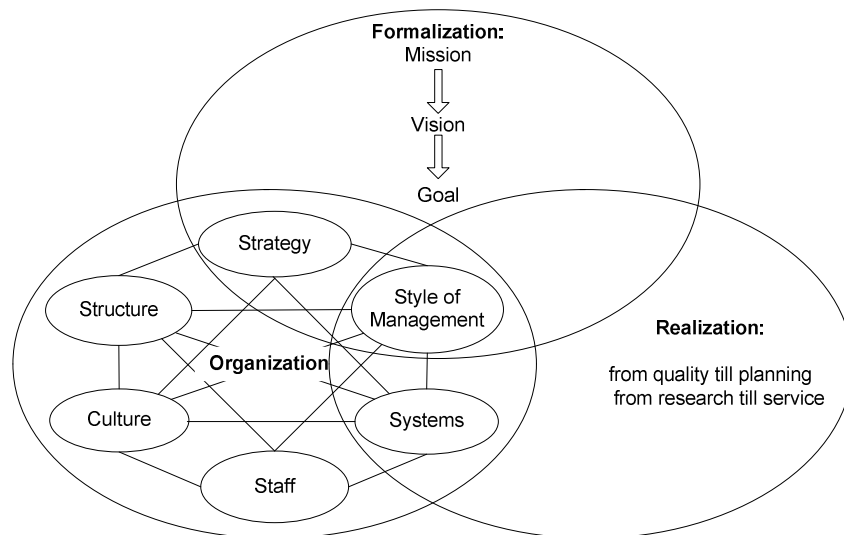 Formalization:
Mission
Vision
Goal
Strategy
Structure
Style of
Management
Organization
Culture
Systems
Staff
Realization:
from quality till planning
from research till service